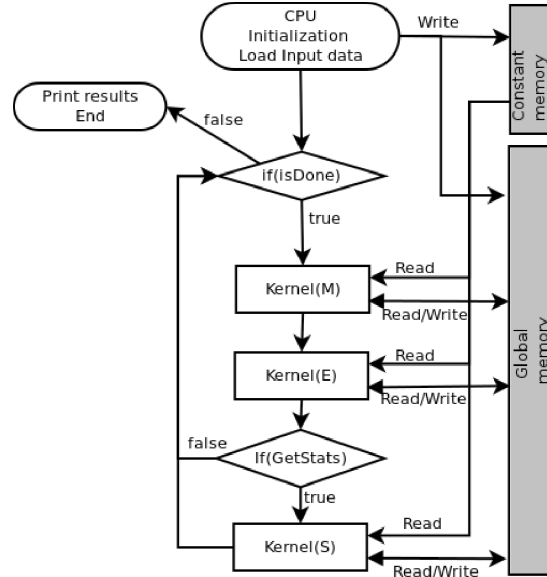 CPU
Initialization
Load Input data
Write
Constant
memory
Print results
End
false
if(isDone)
true
Read
Kernel(M)
Read/Write
Global
memory
Read
Kernel(E)
Read/Write
false
If(GetStats)
true
Read
Kernel(S)
Read/Write